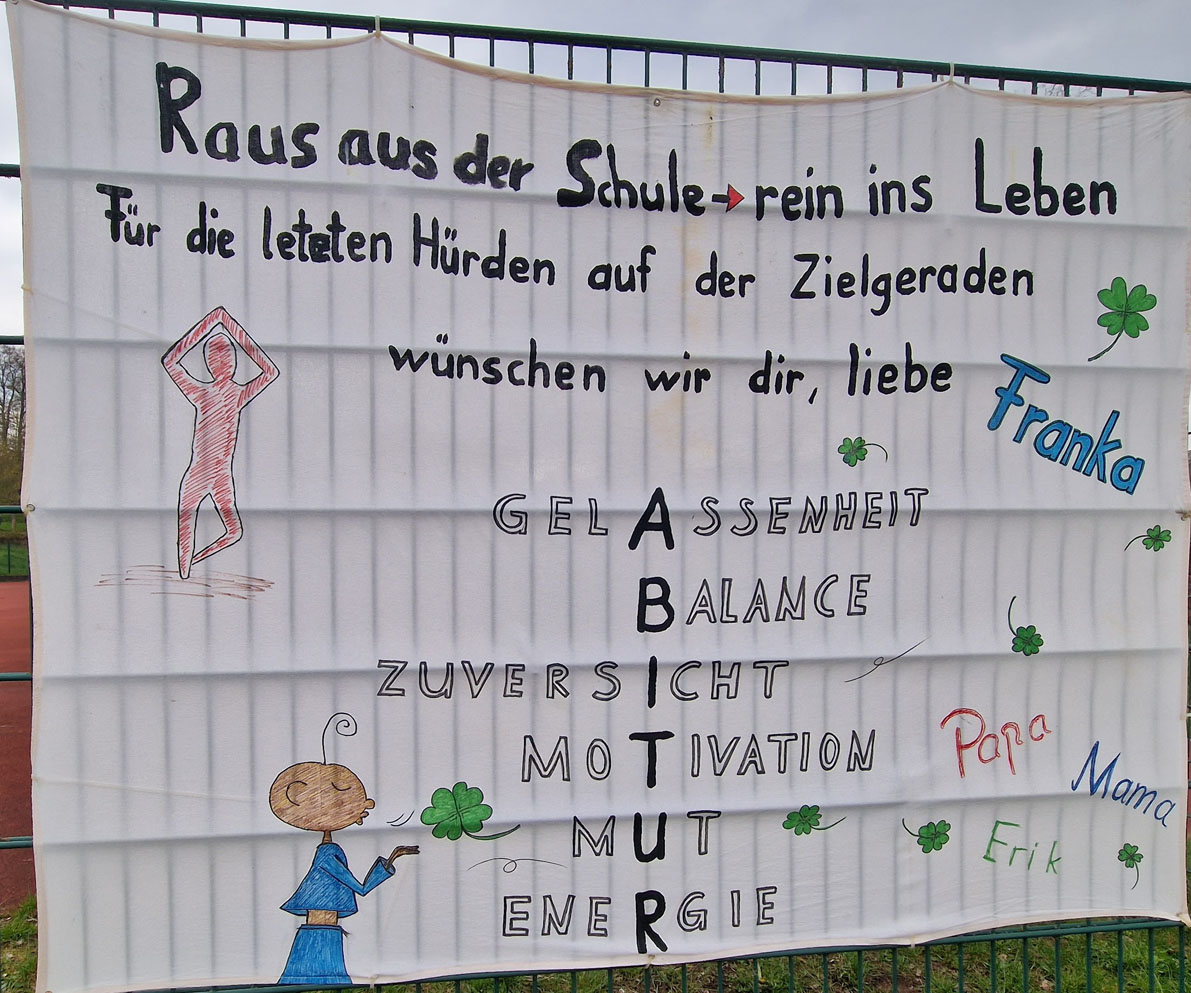 Raus aus der Schule → rein ins Leben
Für die letzten Hürden auf der Zielgeraden
wünschen wir dir, liebe Franka
GELASSENHEIT
BALANCE
ZUVERSICHT
MOTIVATION
MUT
ENERGIE
Papa
Mama
Erik